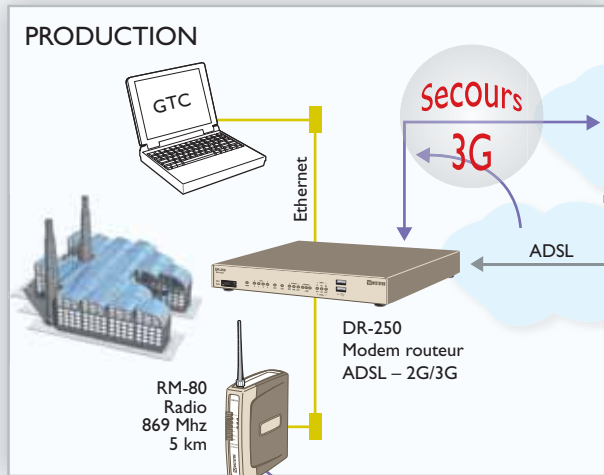 PRODUCTION
GTC
secours
3G
Ethernet
ADSL
DR-250
Modem routeur
ADSL – 2G/3G
RM-80
Radio
869 Mhz
5 km